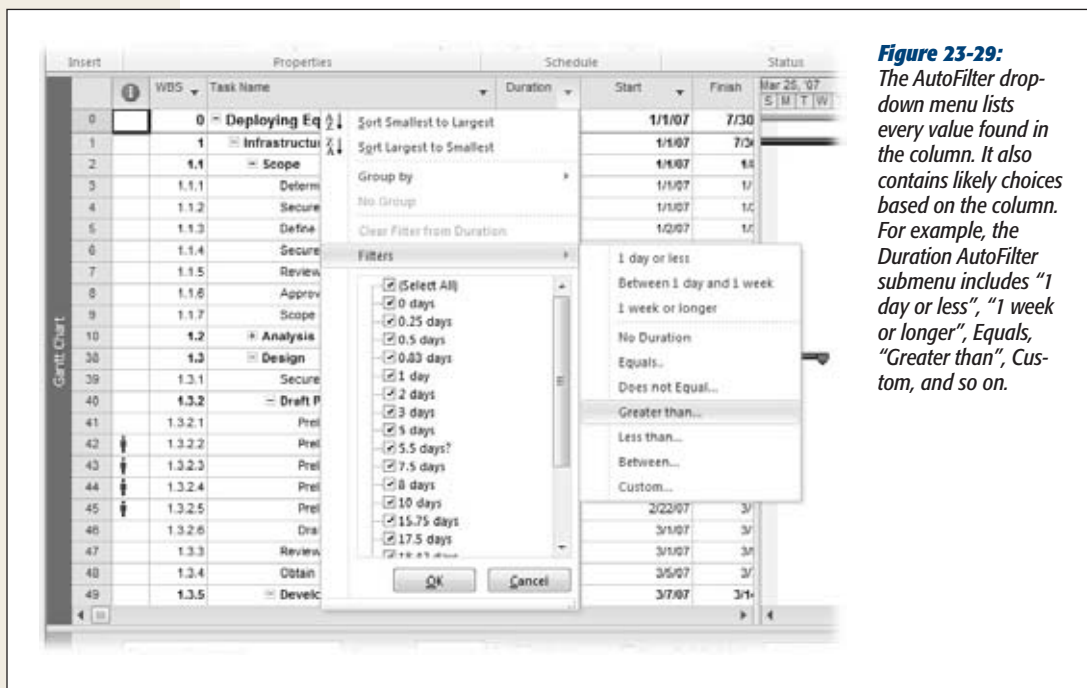 Insert Properties Schedule Status
WBS Task Name Duration Start Finish Mar 25, '07
S M T W
0 0 Deploying Eq 1/1/07 7/30
1 1 Infrastructu 1/1/07 7/3
2 1.1 Scope 1/1/07
3 1.1.1 Determ 1/1/07 1/
4 1.1.2 Secure 1/1/07
5 1.1.3 Define 1/2/07
6 1.1.4 Secure
7 1.1.5 Review
8 1.1.6 Approv
9 1.1.7 Scope
10 1.2 Analysis
38 1.3 Design
39 1.3.1 Secure
40 1.3.2 Draft P
41 1.3.2.1 Prel
42 1.3.2.2 Prel
43 1.3.2.3 Prel
44 1.3.2.4 Prel
45 1.3.2.5 Prel 2/22/07 3/
46 1.3.2.6 Dra 3/1/07 3/
47 1.3.3 Review 3/1/07
48 1.3.4 Obtain 3/5/07 3/
49 1.3.5 Develo 3/7/07 3/1
Gantt Chart
Sort Smallest to Largest
Sort Largest to Smallest
Group by
No Group
Clear Filter from Duration
Filters
(Select All)
0 days
0.25 days
0.5 days
0.83 days
1 day
2 days
3 days
5 days
5.5 days?
7.5 days
8 days
10 days
15.75 days
17.5 days
OK Cancel
1 day or less
Between 1 day and 1 week
1 week or longer
No Duration
Equals..
Does not Equal...
Greater than...
Less than...
Between...
Custom...
Figure 23-29:
The AutoFilter drop-
down menu lists
every value found in
the column. It also
contains likely choices
based on the column.
For example, the
Duration AutoFilter
submenu includes “1
day or less”, “1 week
or longer”, Equals,
“Greater than”, Cus-
tom, and so on.